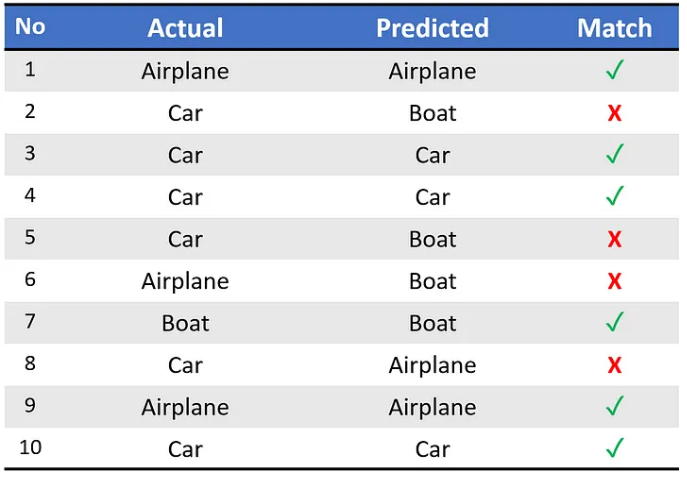 No Actual Predicted Match
1 Airplane Airplane ✓
2 Car Boat X
3 Car Car ✓
4 Car Car ✓
5 Car Boat X
6 Airplane Boat X
7 Boat Boat ✓
8 Car Airplane X
9 Airplane Airplane ✓
10 Car Car ✓